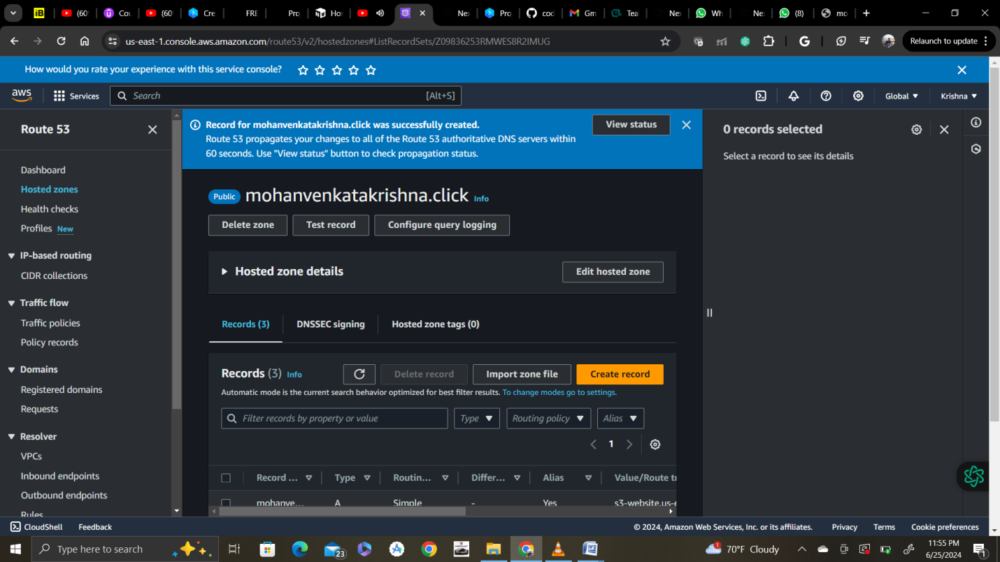 (60
Cou
(60
Cre
FRE
Pro
Hos
Nex
Pro
cod
Gm
Tea
Nex
Wh
Nex
(8)
mo
us-east-1.console.aws.amazon.com/route53/v2/hostedzones#ListRecordSets/Z09836253RMWES8R2IMUG
Relaunch to update
How would you rate your experience with this service console?
aws
Services
Search
[Alt+S]
Global
Krishna
Route 53
Dashboard
Hosted zones
Health checks
Profiles New
IP-based routing
CIDR collections
Traffic flow
Traffic policies
Policy records
Domains
Registered domains
Requests
Resolver
VPCs
Inbound endpoints
Outbound endpoints
Rules
Record for mohanvenkatakrishna.click was successfully created.
Route 53 propagates your changes to all of the Route 53 authoritative DNS servers within
60 seconds. Use "View status" button to check propagation status.
View status
Public mohanvenkatakrishna.click Info
Delete zone
Test record
Configure query logging
Hosted zone details
Edit hosted zone
Records (3)
DNSSEC signing
Hosted zone tags (0)
Records (3) Info
Delete record
Import zone file
Create record
Automatic mode is the current search behavior optimized for best filter results. To change modes go to settings.
Filter records by property or value
Type
Routing policy
Alias
1
Record ...
Type
Routin...
Differ...
Alias
Value/Route tr
mohanve...
A
Simple
-
Yes
s3-website.us-e
0 records selected
Select a record to see its details
CloudShell
Feedback
© 2024, Amazon Web Services, Inc. or its affiliates.
Privacy
Terms
Cookie preferences
Type here to search
23
1
70°F Cloudy
11:55 PM
6/25/2024
1